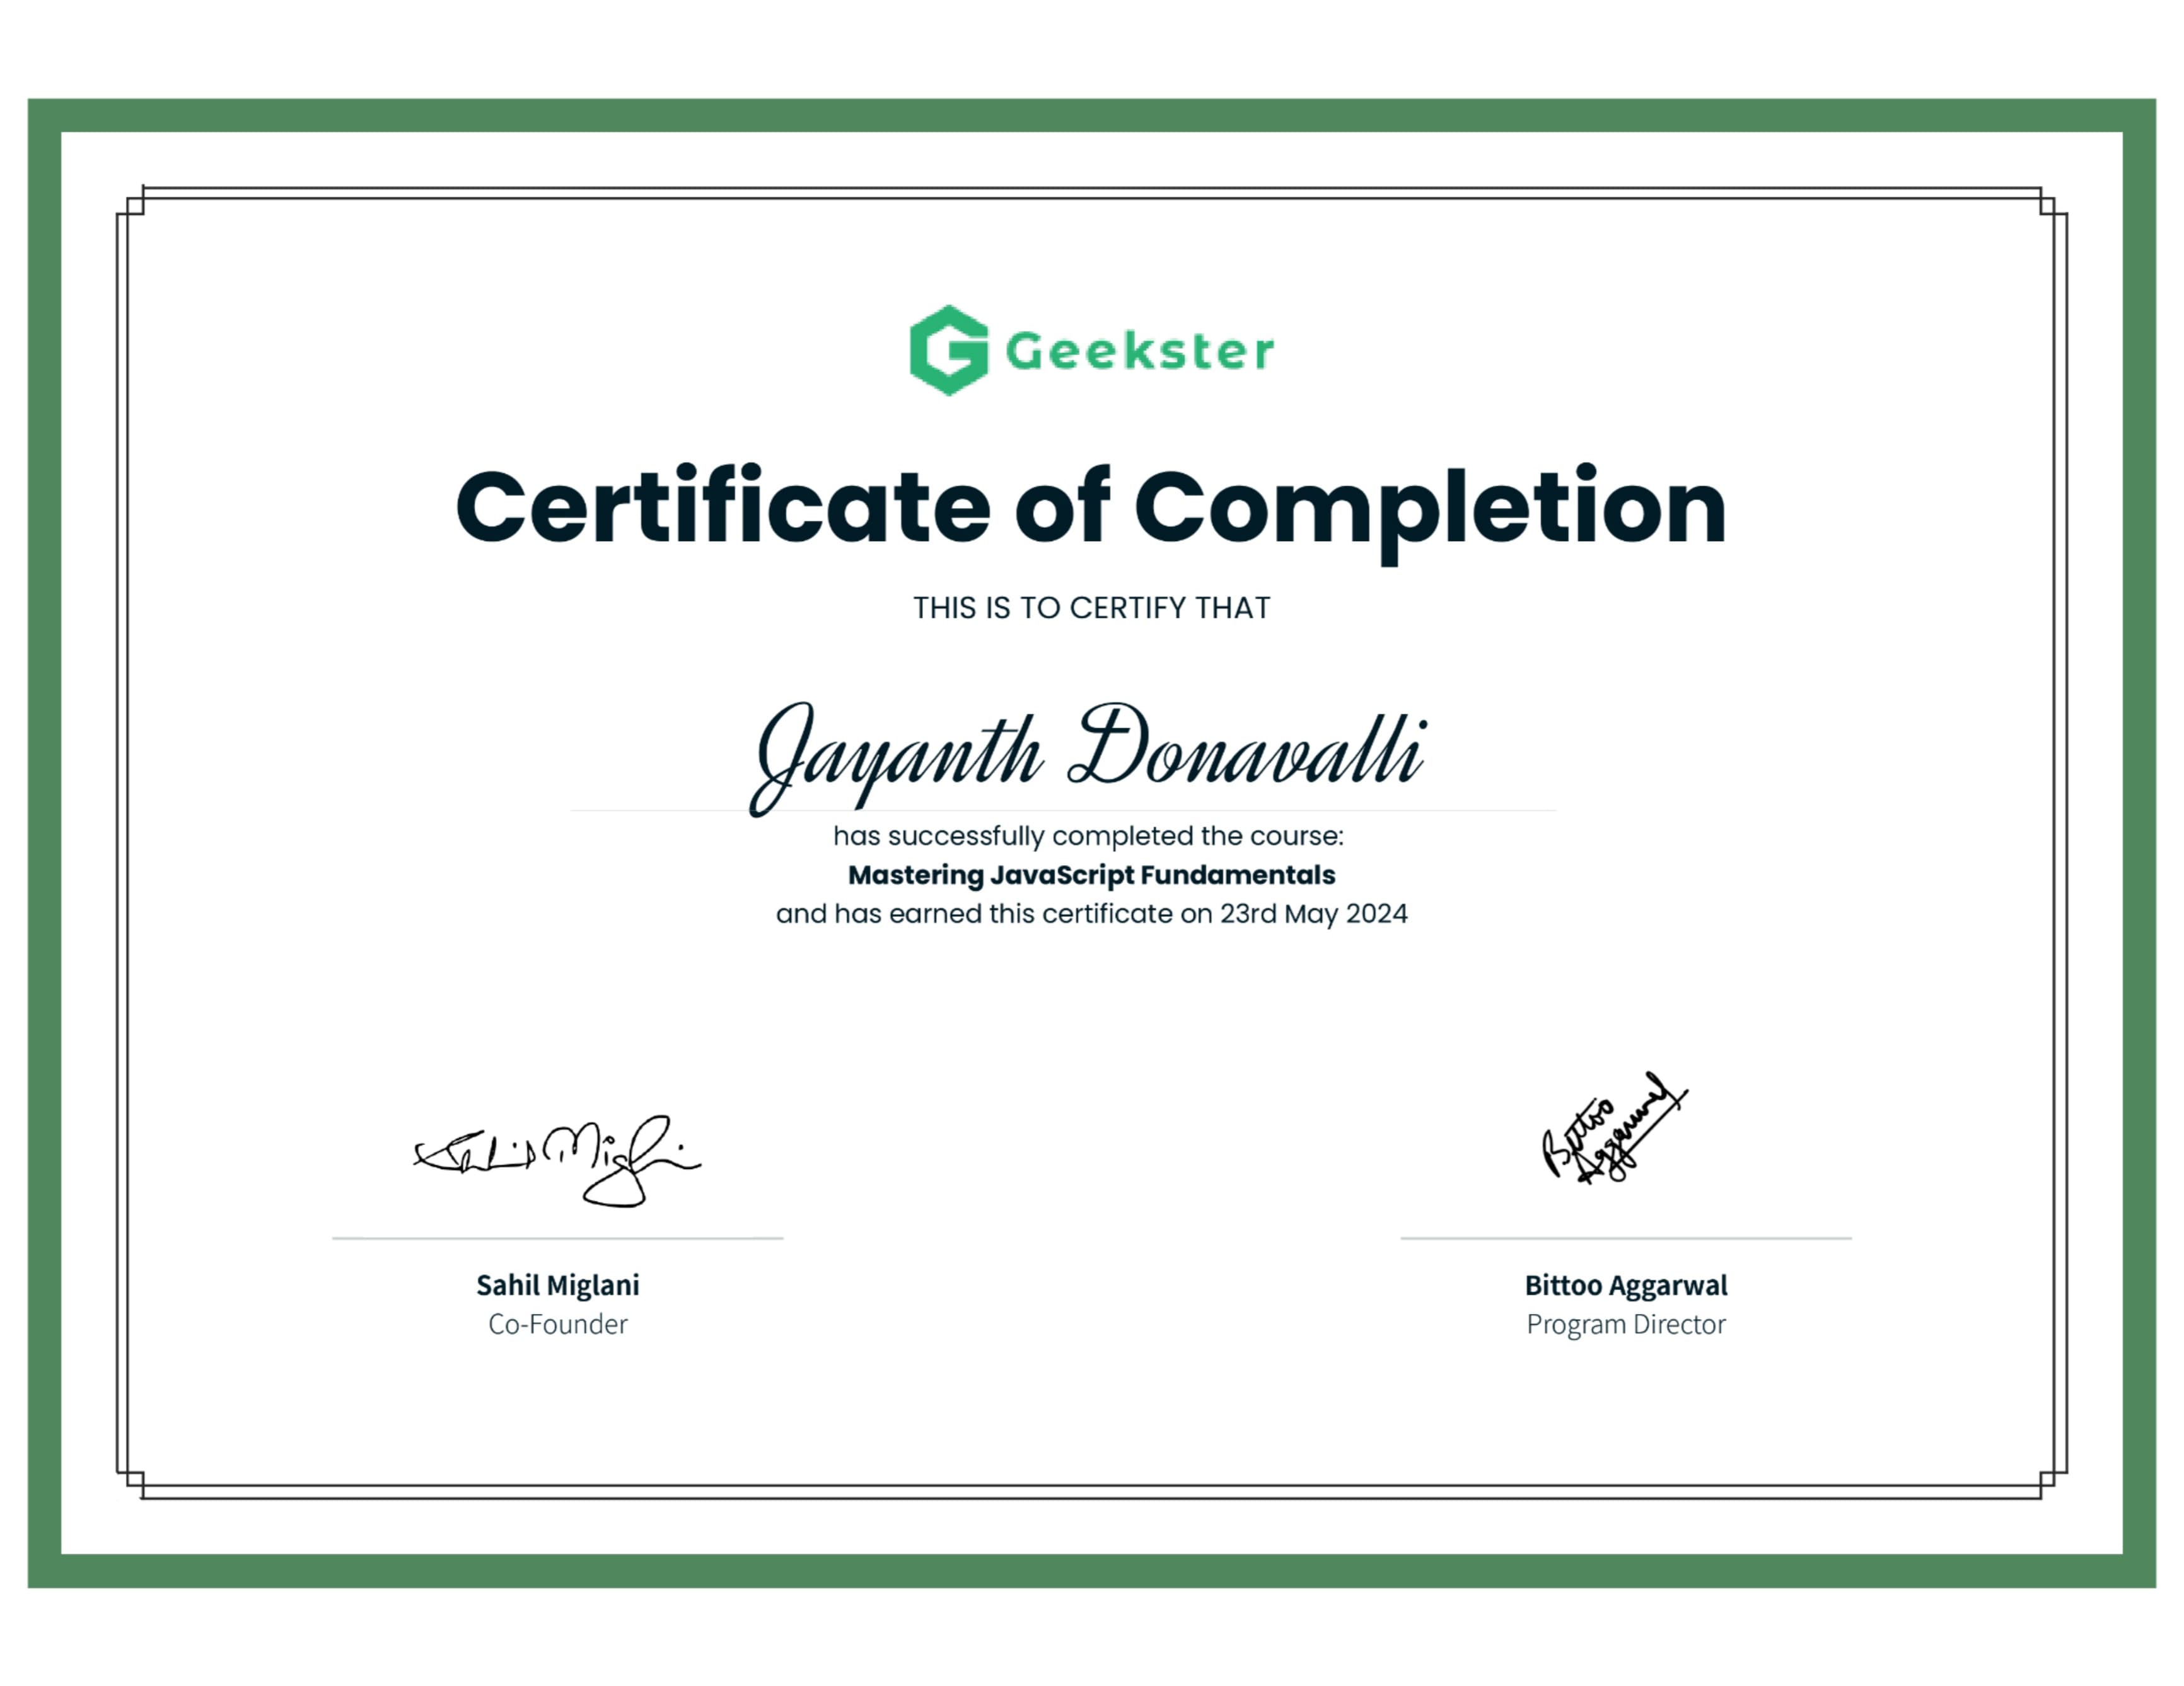 Geekster
Certificate of Completion
THIS IS TO CERTIFY THAT
Jayanth Donavalli
has successfully completed the course:
Mastering JavaScript Fundamentals
and has earned this certificate on 23rd May 2024
Sahil Miglani
Bittoo
Aggarwal
Sahil Miglani
Co-Founder
Bittoo Aggarwal
Program Director